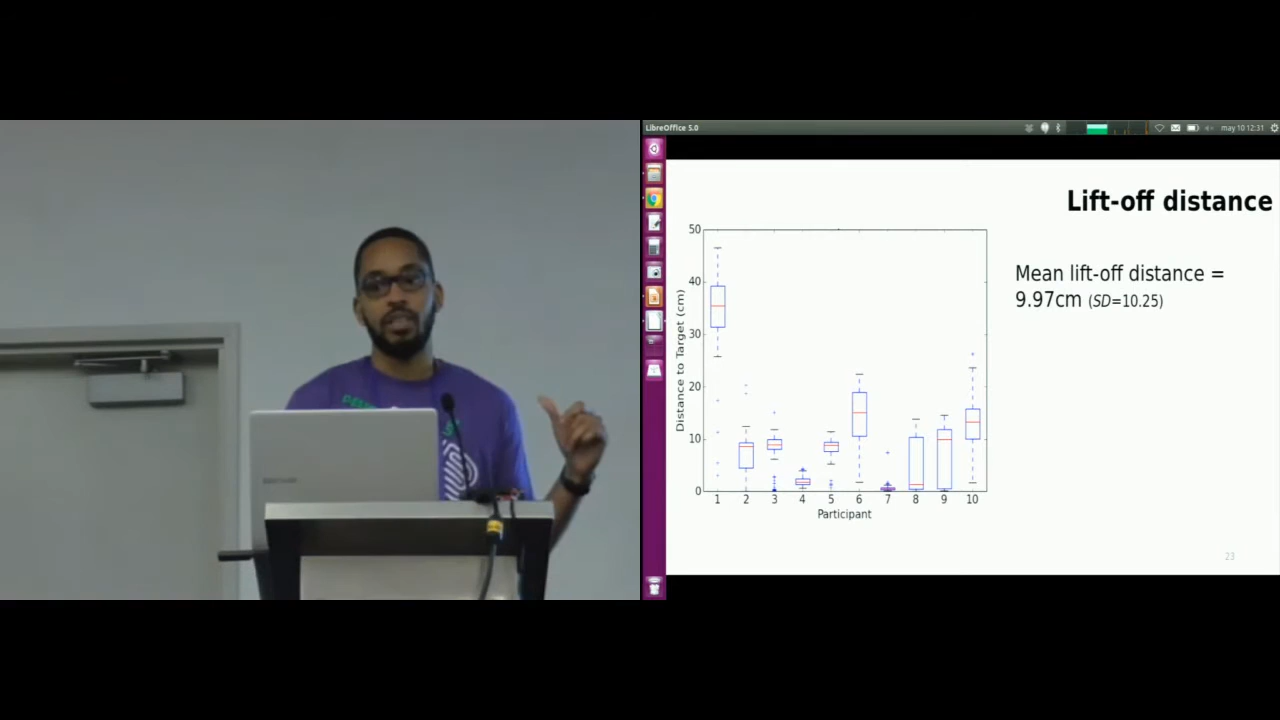 LibreOffice 5.0
may 10 12:31
Lift-off distance
50
40
30
20
10
0
Distance to Target (cm)
1 2 3 4 5 6 7 8 9 10
Participant
Mean lift-off distance =
9.97cm (SD=10.25)
23